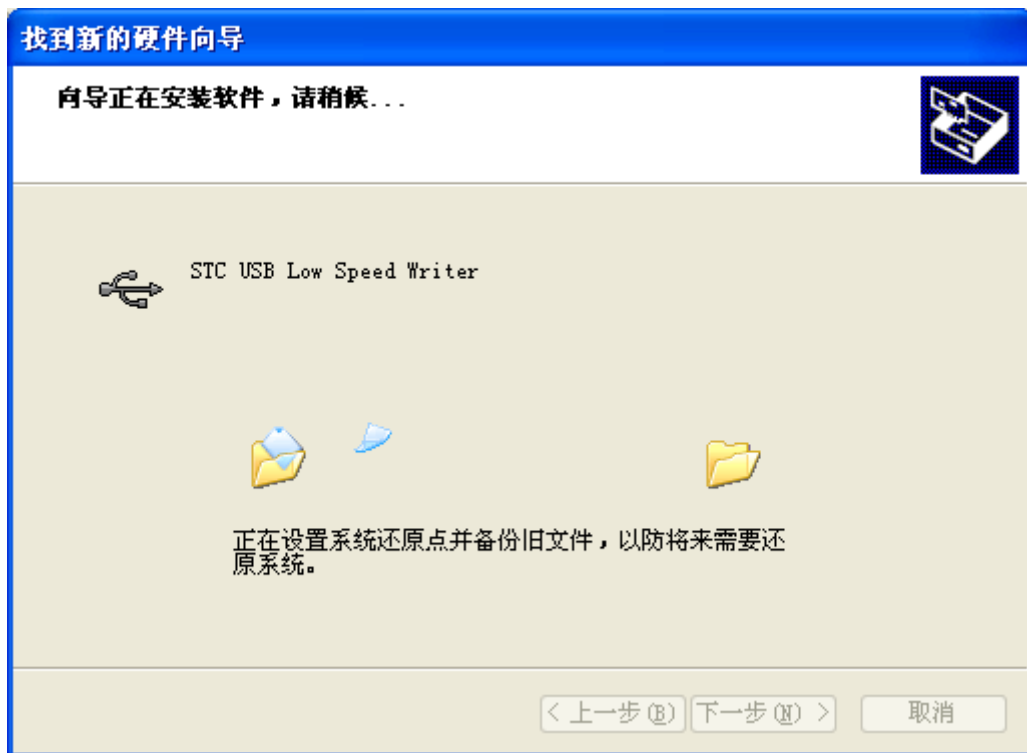 找到新的硬件向导
向导正在安装软件，请稍候...
STC USB Low Speed Writer
正在设置系统还原点并备份旧文件，以防将来需要还
原系统。
< 上一步(B) 下一步(N) > 取消